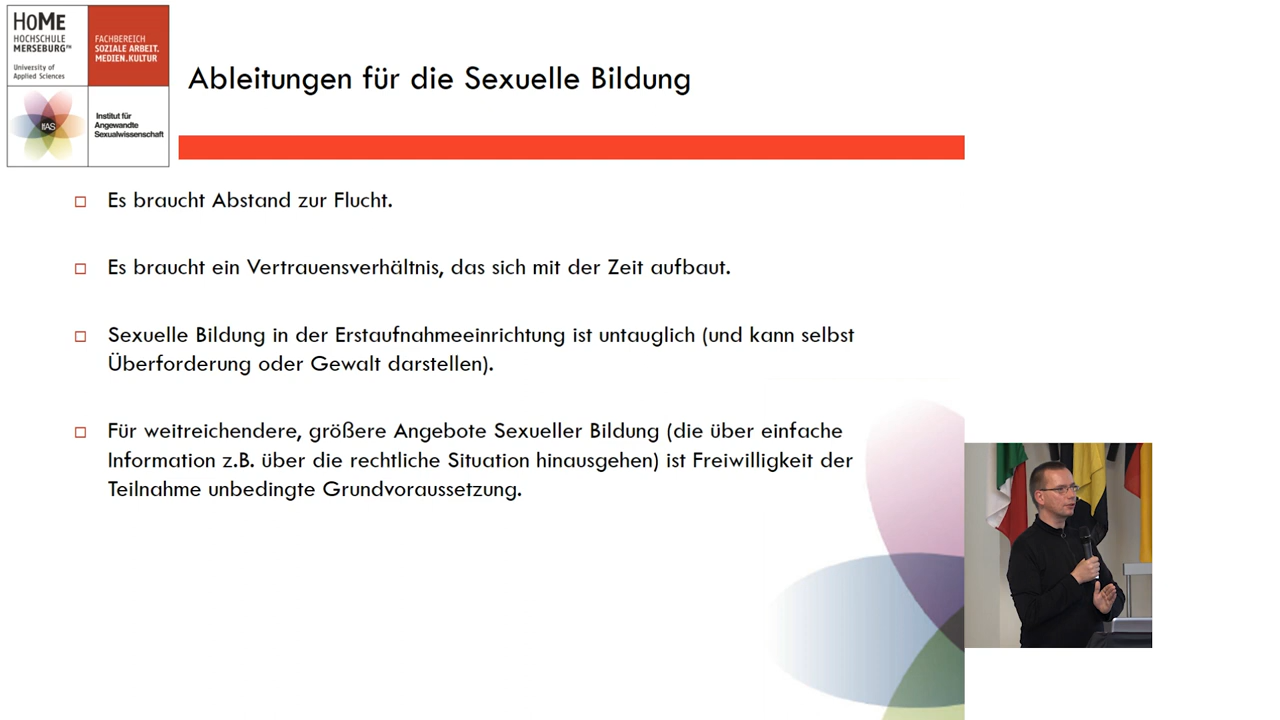 HoMe
HOCHSCHULE
MERSEBURG
University of
Applied Sciences
FACHBEREICH
SOZIALE ARBEIT.
MEDIEN.KULTUR
IfAS
Institut für
Angewandte
Sexualwissenschaft
Ableitungen für die Sexuelle Bildung
Es braucht Abstand zur Flucht.
Es braucht ein Vertrauensverhältnis, das sich mit der Zeit aufbaut.
Sexuelle Bildung in der Erstaufnahmeeinrichtung ist untauglich (und kann selbst
Überforderung oder Gewalt darstellen).
Für weitreichendere, größere Angebote Sexueller Bildung (die über einfache
Information z.B. über die rechtliche Situation hinausgehen) ist Freiwilligkeit der
Teilnahme unbedingte Grundvoraussetzung.